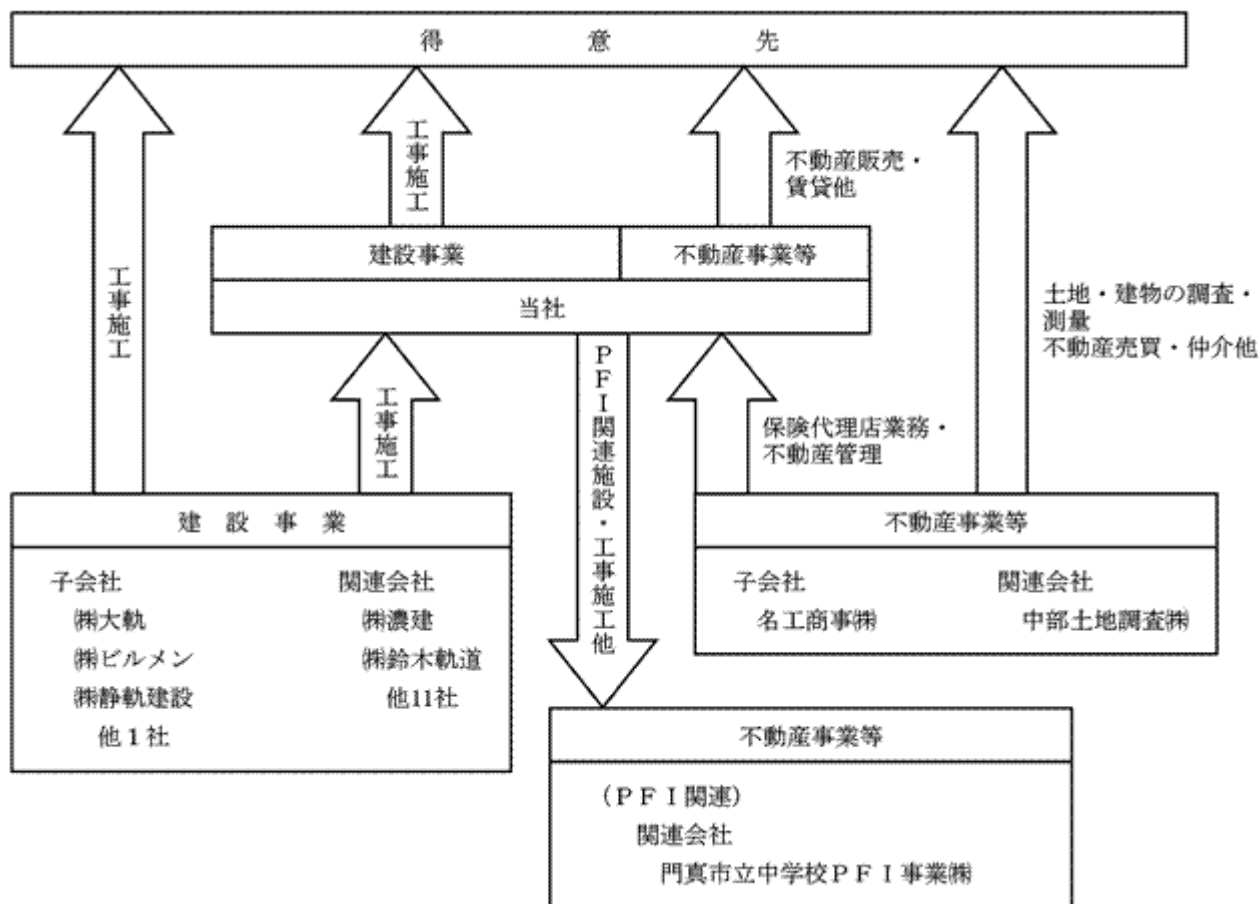 得意先
工事施工
工事施工
不動産販売・
賃貸他
建設事業
不動産事業等
当社
工事施工
PFI関連施設・工事施工他
保険代理店業務・
不動産管理
土地・建物の調査・
測量
不動産売買・仲介他
建設事業
子会社
㈱大軌
㈱ビルメン
㈱静軌建設
他1社
関連会社
㈱濃建
㈱鈴木軌道
他11社
不動産事業等
子会社
名工商事㈱
関連会社
中部土地調査㈱
不動産事業等
(PFI関連)
関連会社
門真市立中学校PFI事業㈱